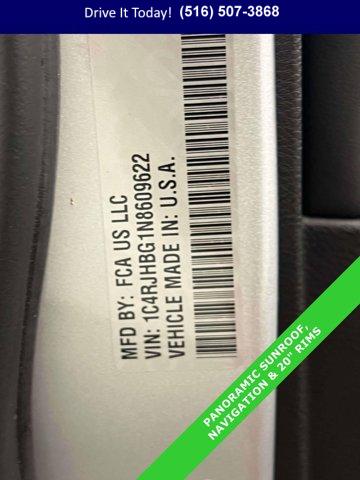 Drive It Today! (516) 507-3868
MFD BY: FCA US LLC
VIN: 1C4RJHBG1N8609622
VEHICLE MADE IN: U.S.A.
PANORAMIC SUNROOF,
NAVIGATION & 20" RIMS